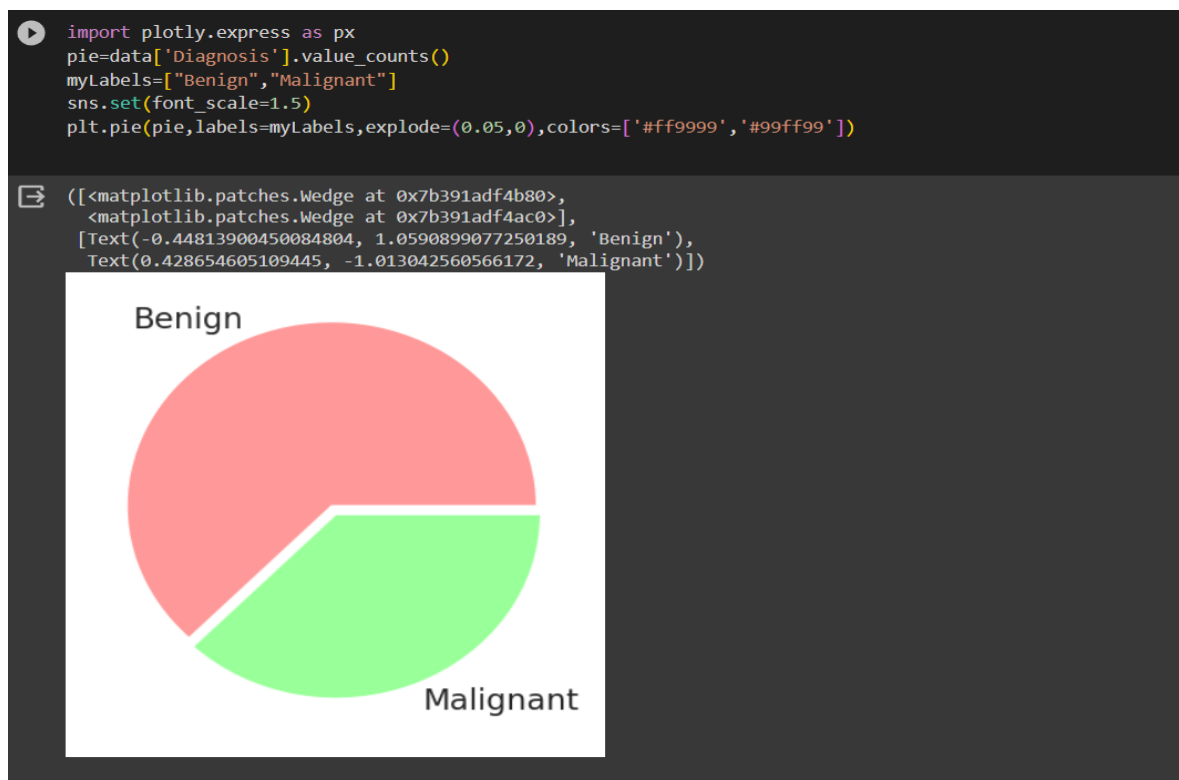 import plotly.express as px
pie=data['Diagnosis'].value_counts()
myLabels=["Benign","Malignant"]
sns.set(font_scale=1.5)
plt.pie(pie,labels=myLabels,explode=(0.05,0),colors=['#ff9999','#99ff99'])
([<matplotlib.patches.Wedge at 0x7b391adf4b80>,
<matplotlib.patches.Wedge at 0x7b391adf4ac0>],
[Text(-0.44813900450084804, 1.0590899077250189, 'Benign'),
Text(0.428654605109445, -1.013042560566172, 'Malignant')])
Benign
Malignant